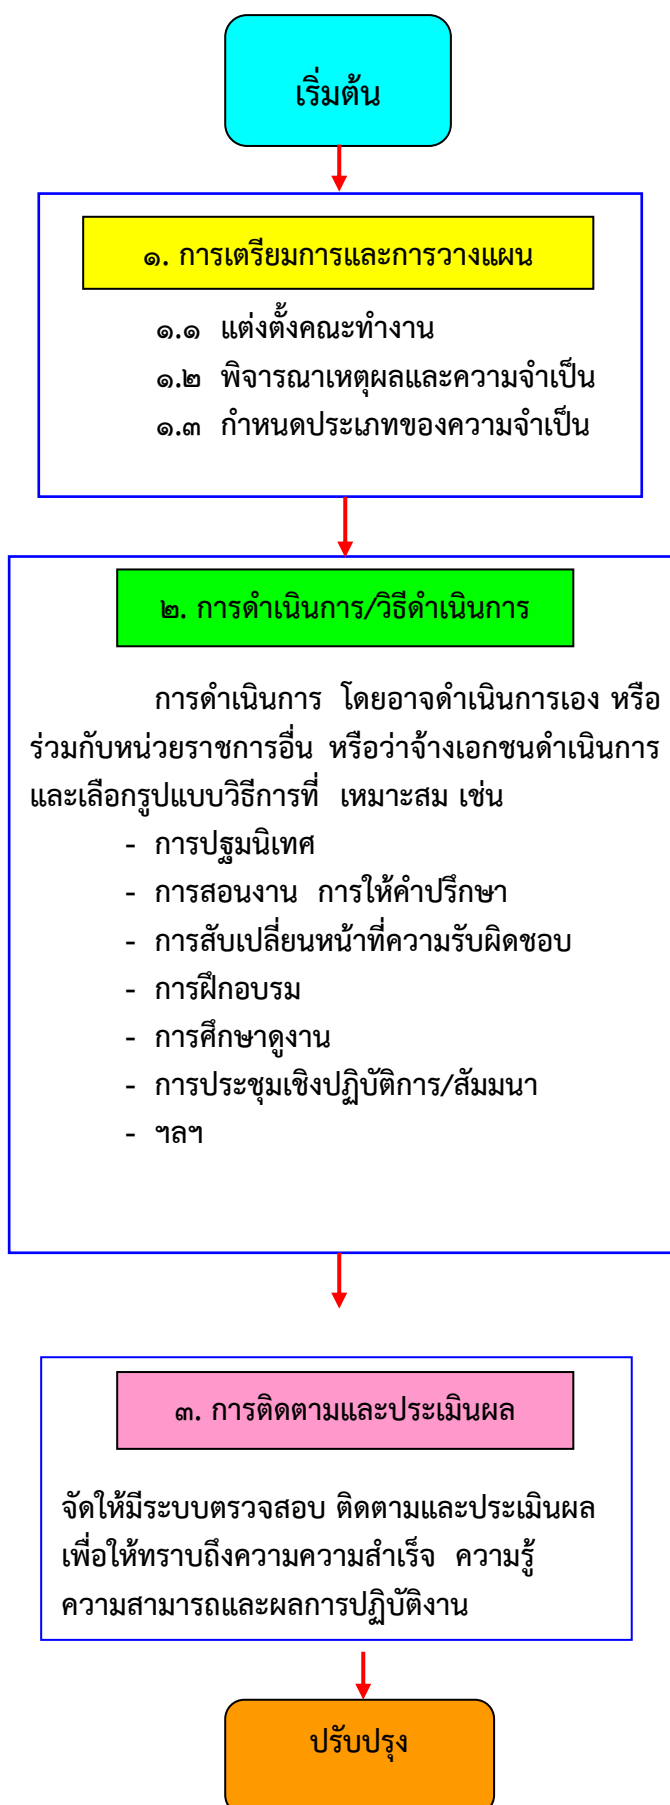 เริ่มต้น
๑. การเตรียมการและการวางแผน
๑.๑ แต่งตั้งคณะทำงาน
๑.๒ พิจารณาเหตุผลและความจำเป็น
๑.๓ กำหนดประเภทของความจำเป็น
๒. การดำเนินการ/วิธีดำเนินการ
การดำเนินการ โดยอาจดำเนินการเอง หรือ
ร่วมกับหน่วยราชการอื่น หรือว่าจ้างเอกชนดำเนินการ
และเลือกรูปแบบวิธีการที่ เหมาะสม เช่น
- การปฐมนิเทศ
- การสอนงาน การให้คำปรึกษา
- การสับเปลี่ยนหน้าที่ความรับผิดชอบ
- การฝึกอบรม
- การศึกษาดูงาน
- การประชุมเชิงปฏิบัติการ/สัมมนา
- ฯลฯ
๓. การติดตามและประเมินผล
จัดให้มีระบบตรวจสอบ ติดตามและประเมินผล
เพื่อให้ทราบถึงความความสำเร็จ ความรู้
ความสามารถและผลการปฏิบัติงาน
ปรับปรุง